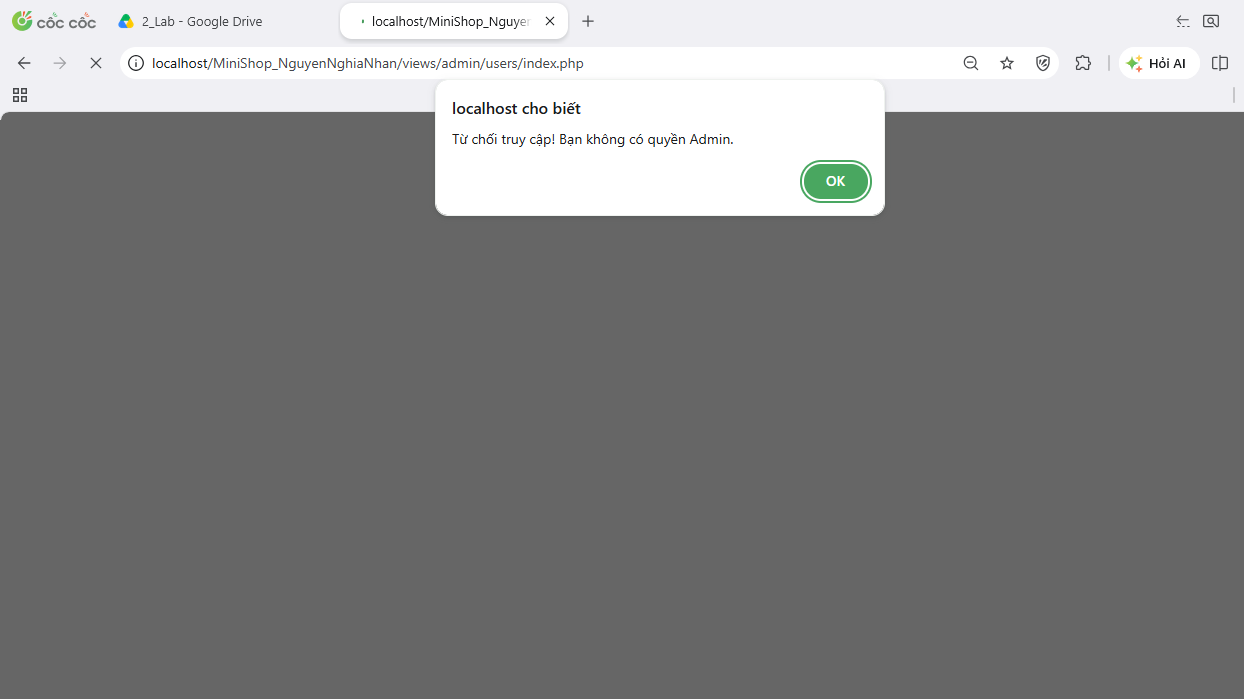 cốc cốc
2_Lab - Google Drive
localhost/MiniShop_Nguyen
localhost/MiniShop_NguyenNghiaNhan/views/admin/users/index.php
Hỏi AI
localhost cho biết
Từ chối truy cập! Bạn không có quyền Admin.
OK